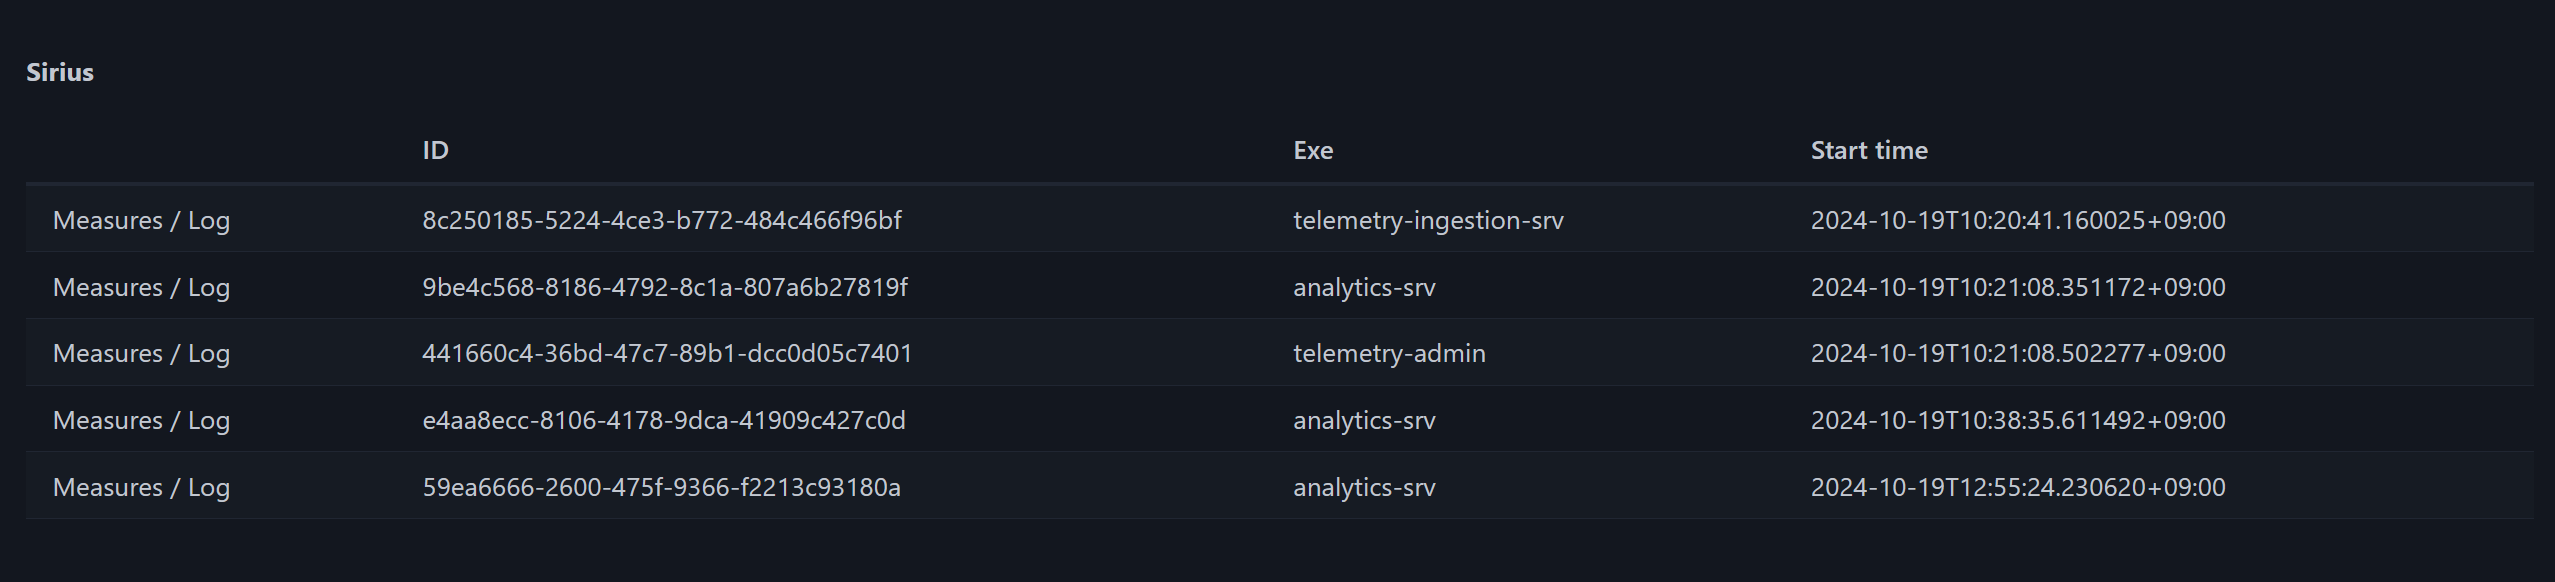 Sirius
ID Exe Start time
Measures / Log 8c250185-5224-4ce3-b772-484c466f96bf telemetry-ingestion-srv 2024-10-19T10:20:41.160025+09:00
Measures / Log 9be4c568-8186-4792-8c1a-807a6b27819f analytics-srv 2024-10-19T10:21:08.351172+09:00
Measures / Log 441660c4-36bd-47c7-89b1-dcc0d05c7401 telemetry-admin 2024-10-19T10:21:08.502277+09:00
Measures / Log e4aa8ecc-8106-4178-9dca-41909c427c0d analytics-srv 2024-10-19T10:38:35.611492+09:00
Measures / Log 59ea6666-2600-475f-9366-f2213c93180a analytics-srv 2024-10-19T12:55:24.230620+09:00